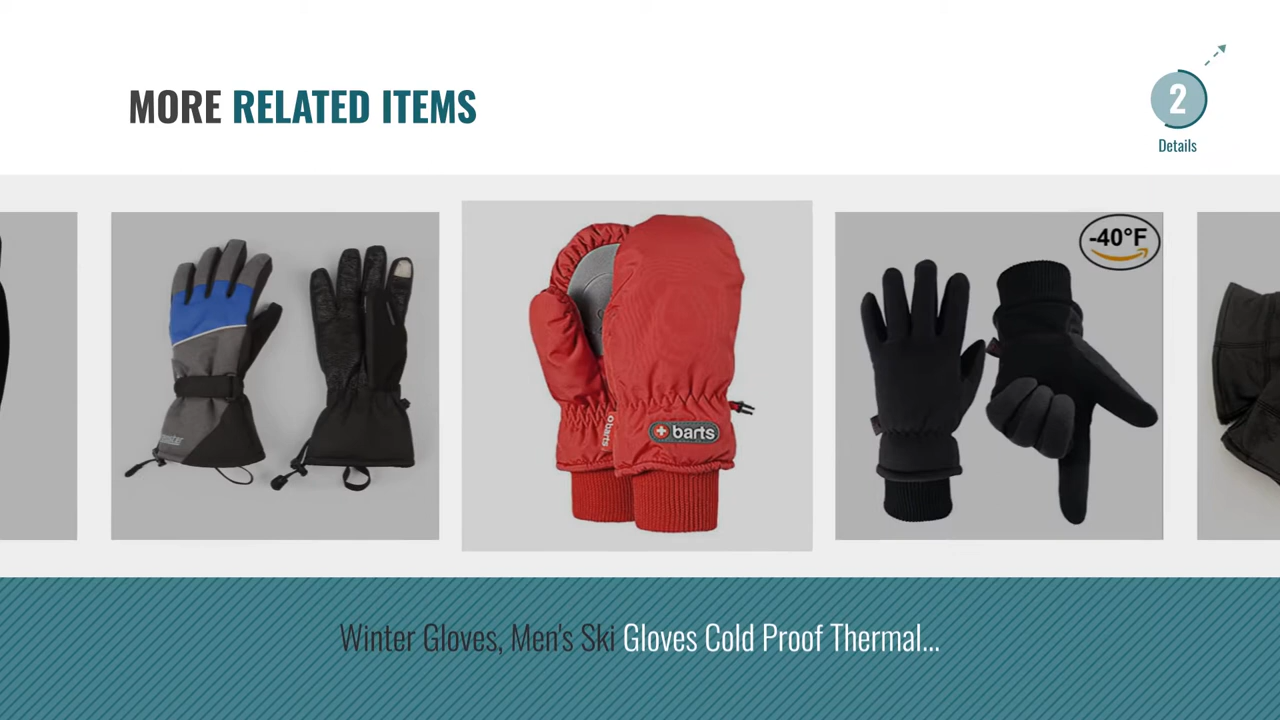 MORE RELATED ITEMS
2
Details
-40°F
barts
barts
Winter Gloves, Men's Ski Gloves Cold Proof Thermal...